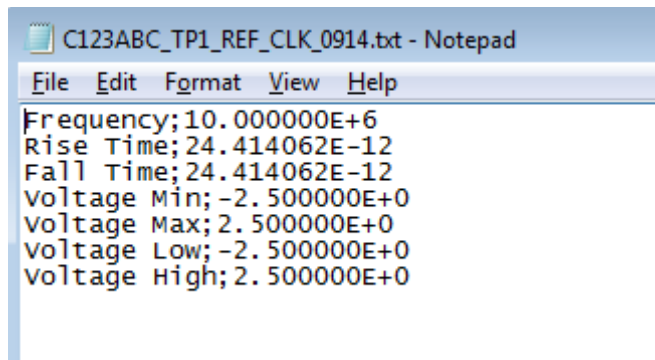 C123ABC_TP1_REF_CLK_0914.txt - Notepad
File Edit Format View Help
Frequency;10.000000E+6
Rise Time;24.414062E-12
Fall Time;24.414062E-12
Voltage Min;-2.500000E+0
Voltage Max;2.500000E+0
Voltage Low;-2.500000E+0
Voltage High;2.500000E+0